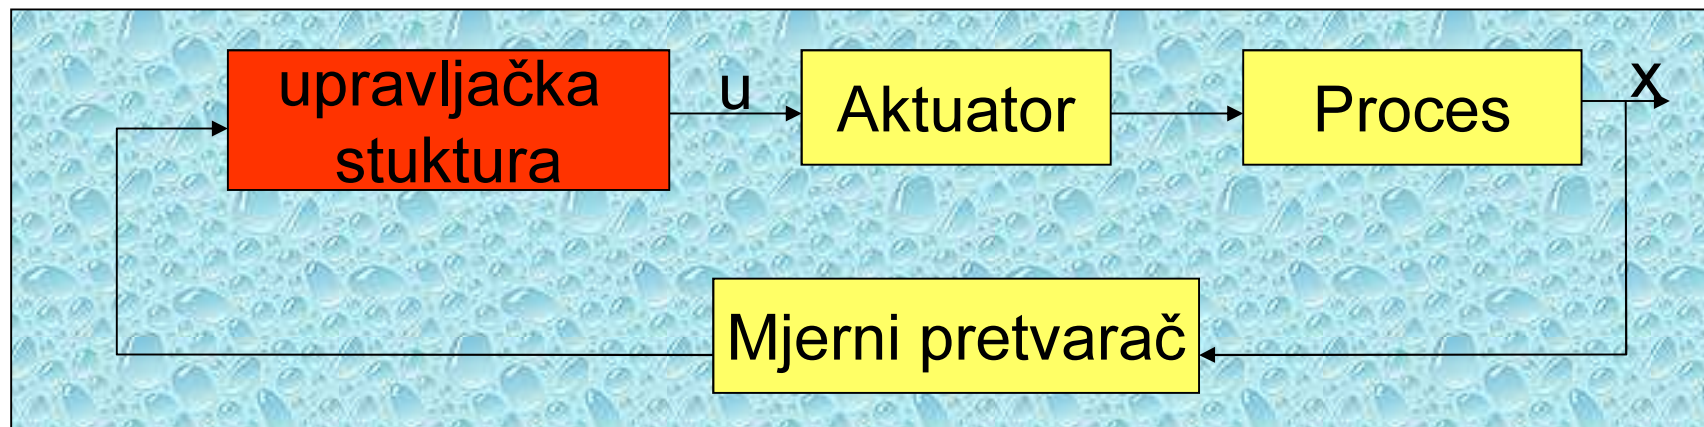 upravljačka
stuktura
u
Aktuator
Proces
x
Mjerni pretvarač